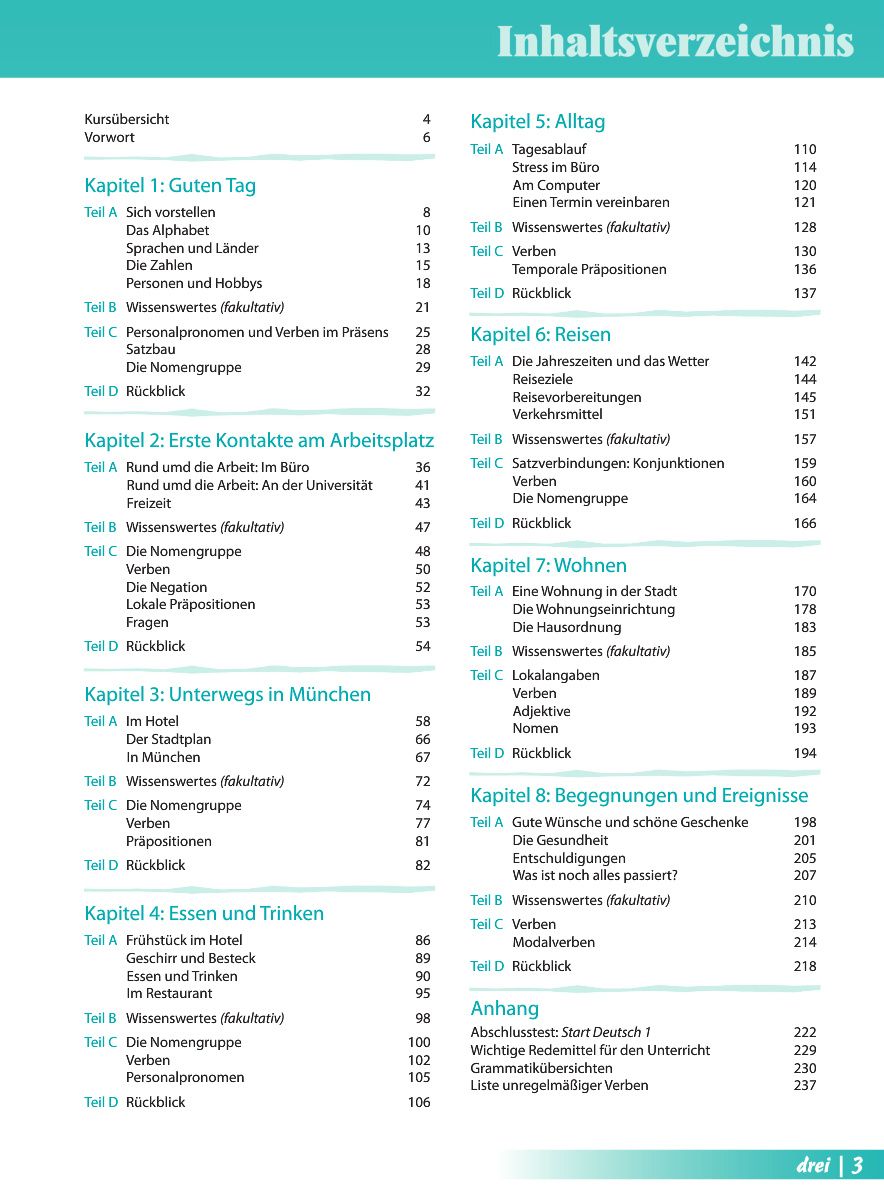 Inhaltsverzeichnis
Kursübersicht 4
Vorwort 6
Kapitel 1: Guten Tag
Teil A Sich vorstellen 8
Das Alphabet 10
Sprachen und Länder 13
Die Zahlen 15
Personen und Hobbys 18
Teil B Wissenswertes (fakultativ) 21
Teil C Personalpronomen und Verben im Präsens 25
Satzbau 28
Die Nomengruppe 29
Teil D Rückblick 32
Kapitel 2: Erste Kontakte am Arbeitsplatz
Teil A Rund umd die Arbeit: Im Büro 36
Rund umd die Arbeit: An der Universität 41
Freizeit 43
Teil B Wissenswertes (fakultativ) 47
Teil C Die Nomengruppe 48
Verben 50
Die Negation 52
Lokale Präpositionen 53
Fragen 53
Teil D Rückblick 54
Kapitel 3: Unterwegs in München
Teil A Im Hotel 58
Der Stadtplan 66
In München 67
Teil B Wissenswertes (fakultativ) 72
Teil C Die Nomengruppe 74
Verben 77
Präpositionen 81
Teil D Rückblick 82
Kapitel 4: Essen und Trinken
Teil A Frühstück im Hotel 86
Geschirr und Besteck 89
Essen und Trinken 90
Im Restaurant 95
Teil B Wissenswertes (fakultativ) 98
Teil C Die Nomengruppe 100
Verben 102
Personalpronomen 105
Teil D Rückblick 106
Kapitel 5: Alltag
Teil A Tagesablauf 110
Stress im Büro 114
Am Computer 120
Einen Termin vereinbaren 121
Teil B Wissenswertes (fakultativ) 128
Teil C Verben 130
Temporale Präpositionen 136
Teil D Rückblick 137
Kapitel 6: Reisen
Teil A Die Jahreszeiten und das Wetter 142
Reiseziele 144
Reisevorbereitungen 145
Verkehrsmittel 151
Teil B Wissenswertes (fakultativ) 157
Teil C Satzverbindungen: Konjunktionen 159
Verben 160
Die Nomengruppe 164
Teil D Rückblick 166
Kapitel 7: Wohnen
Teil A Eine Wohnung in der Stadt 170
Die Wohnungseinrichtung 178
Die Hausordnung 183
Teil B Wissenswertes (fakultativ) 185
Teil C Lokalangaben 187
Verben 189
Adjektive 192
Nomen 193
Teil D Rückblick 194
Kapitel 8: Begegnungen und Ereignisse
Teil A Gute Wünsche und schöne Geschenke 198
Die Gesundheit 201
Entschuldigungen 205
Was ist noch alles passiert? 207
Teil B Wissenswertes (fakultativ) 210
Teil C Verben 213
Modalverben 214
Teil D Rückblick 218
Anhang
Abschlusstest: Start Deutsch 1 222
Wichtige Redemittel für den Unterricht 229
Grammatikübersichten 230
Liste unregelmäßiger Verben 237
drei | 3